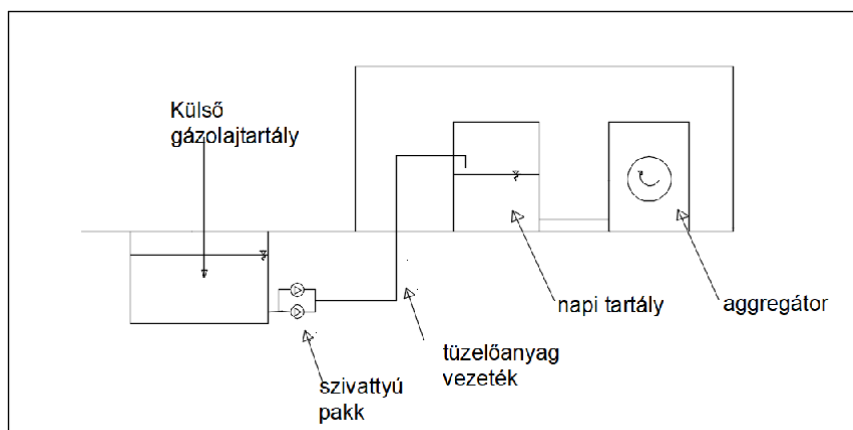 Külső
gázolajtartály
napi tartály
aggregátor
tüzelőanyag
vezeték
szivattyú
pakk